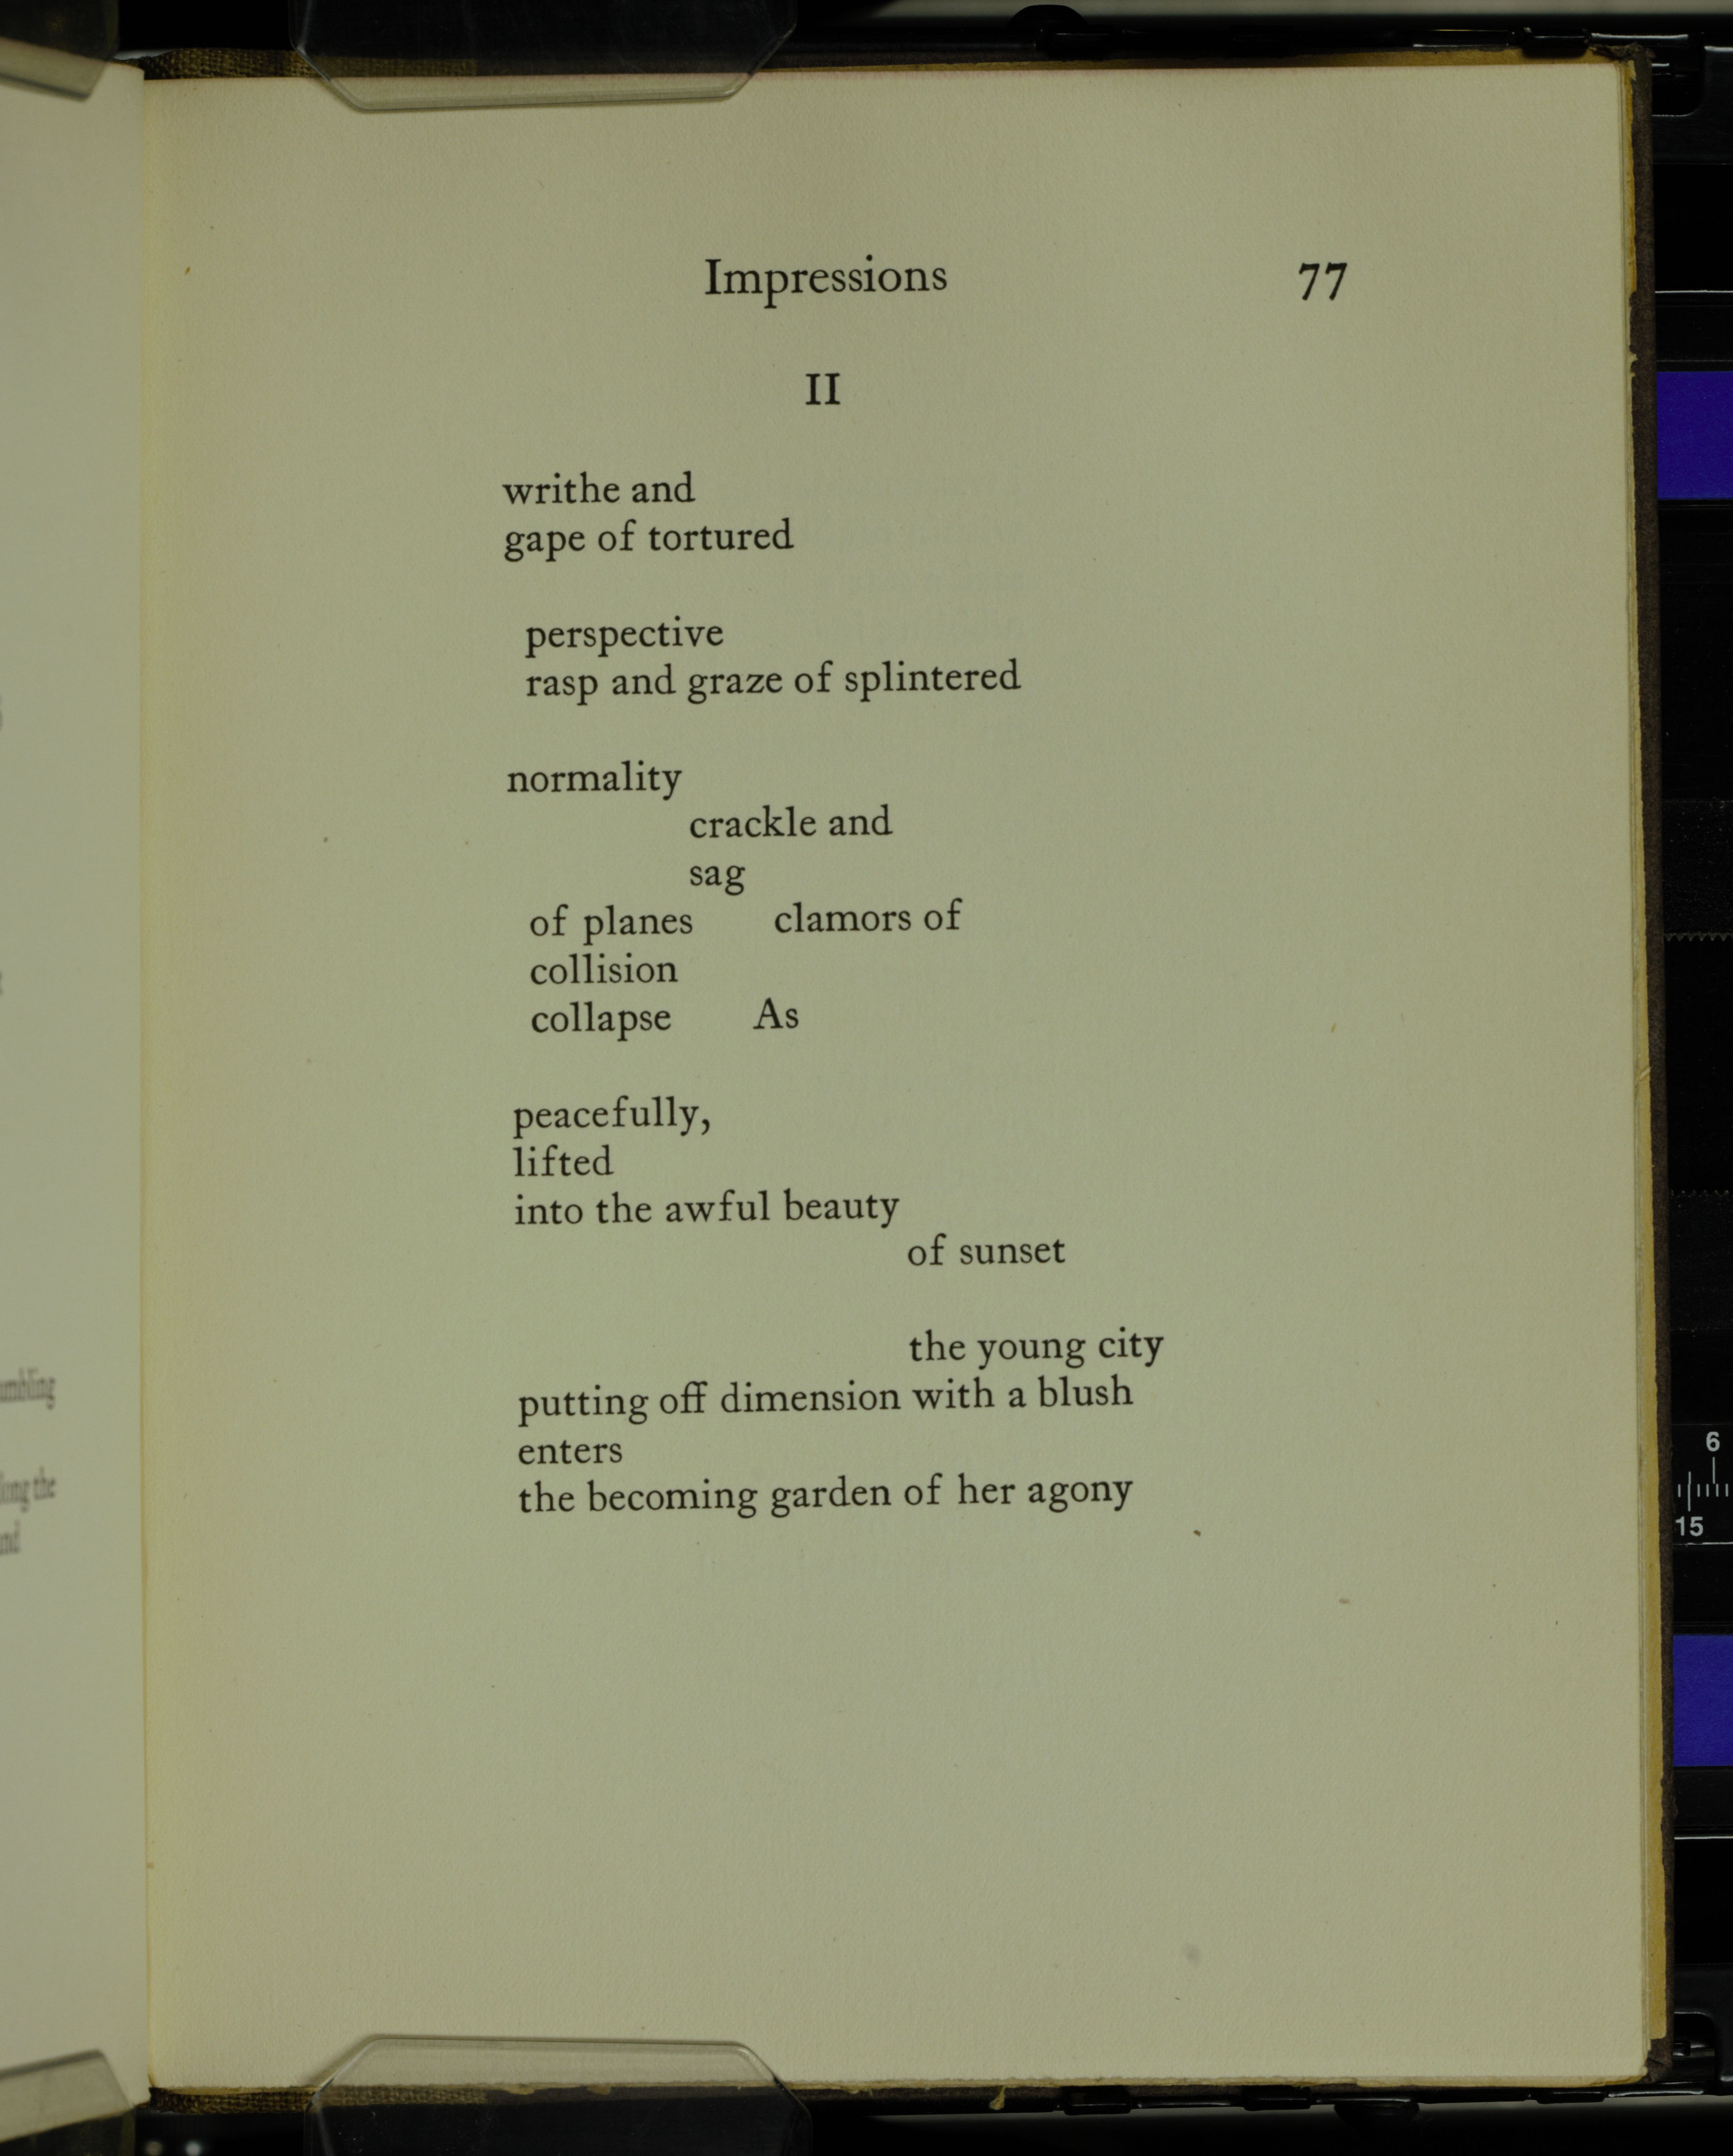 Impressions 77
II
writhe and
gape of tortured
perspective
rasp and graze of splintered
normality
crackle and
sag
of planes clamors of
collision
collapse As
peacefully,
lifted
into the awful beauty
of sunset
the young city
putting off dimension with a blush
enters
the becoming garden of her agony
6
15